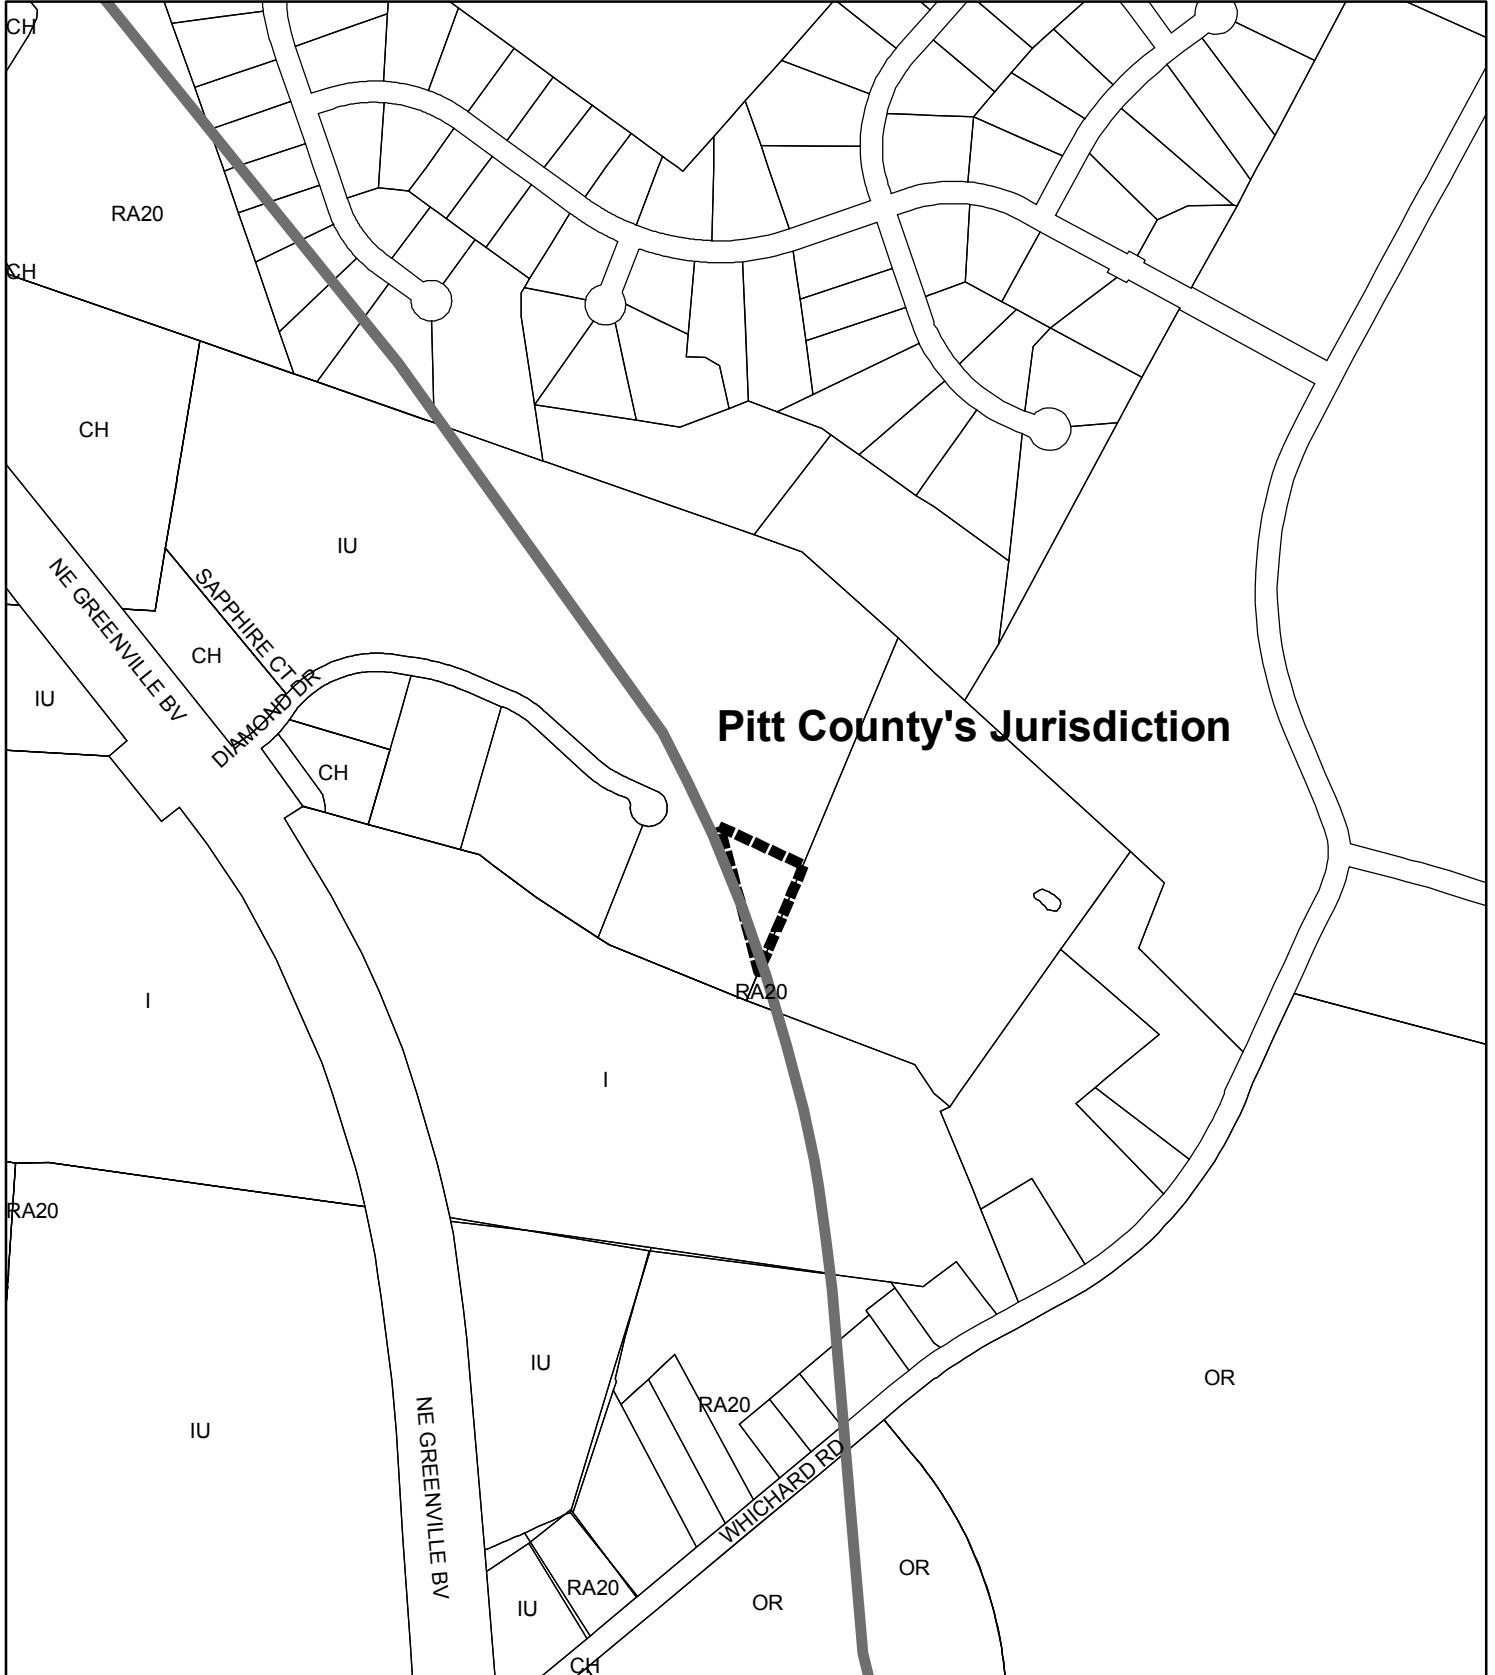 CH
RA20
CH
CH
IU
SAPPHIRE CT
NE GREENVILLE BV
CH
IU
DIAMOND DR
Pitt County's Jurisdiction
CH
RA20
I
I
RA20
IU
OR
RA20
IU
NE GREENVILLE BV
WHICHARD RD
OR
RA20
OR
IU
CH